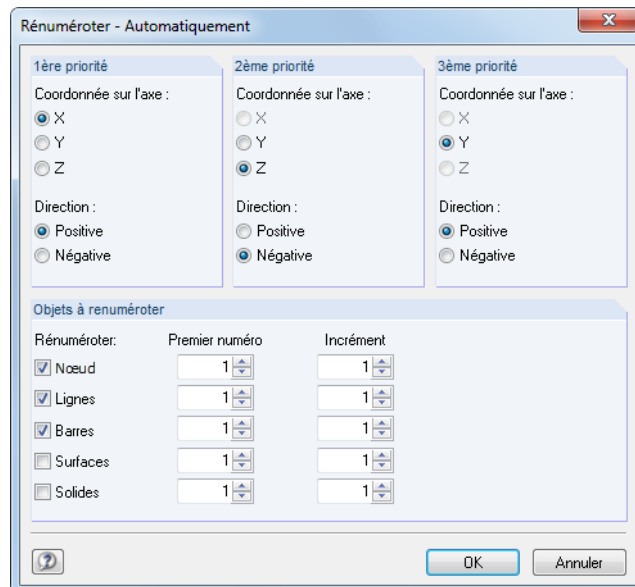 Rénuméroter - Automatiquement
1ère priorité
Coordonnée sur l'axe :
X
Y
Z
Direction :
Positive
Négative
2ème priorité
Coordonnée sur l'axe :
X
Y
Z
Direction :
Positive
Négative
3ème priorité
Coordonnée sur l'axe :
X
Y
Z
Direction :
Positive
Négative
Objets à renuméroter
Rénuméroter: Premier numéro Incrément
Nœud 1 1
Lignes 1 1
Barres 1 1
Surfaces 1 1
Solides 1 1
OK Annuler